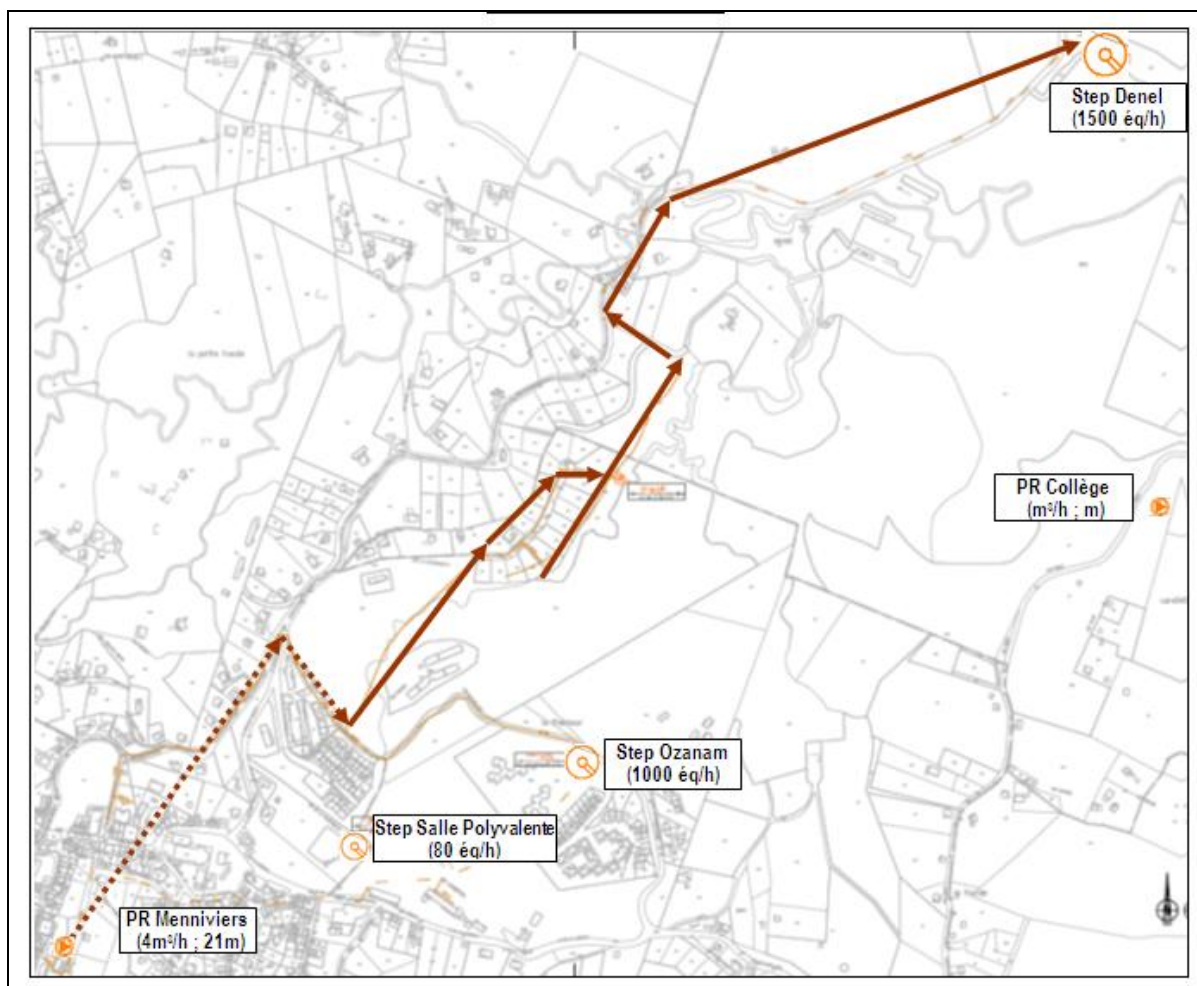 Step Denel
(1500 éq/h)
PR Collège
(m³/h ; m)
Step Ozanam
(1000 éq/h)
Step Salle Polyvalente
(80 éq/h)
PR Menniviers
(4m³/h ; 21m)